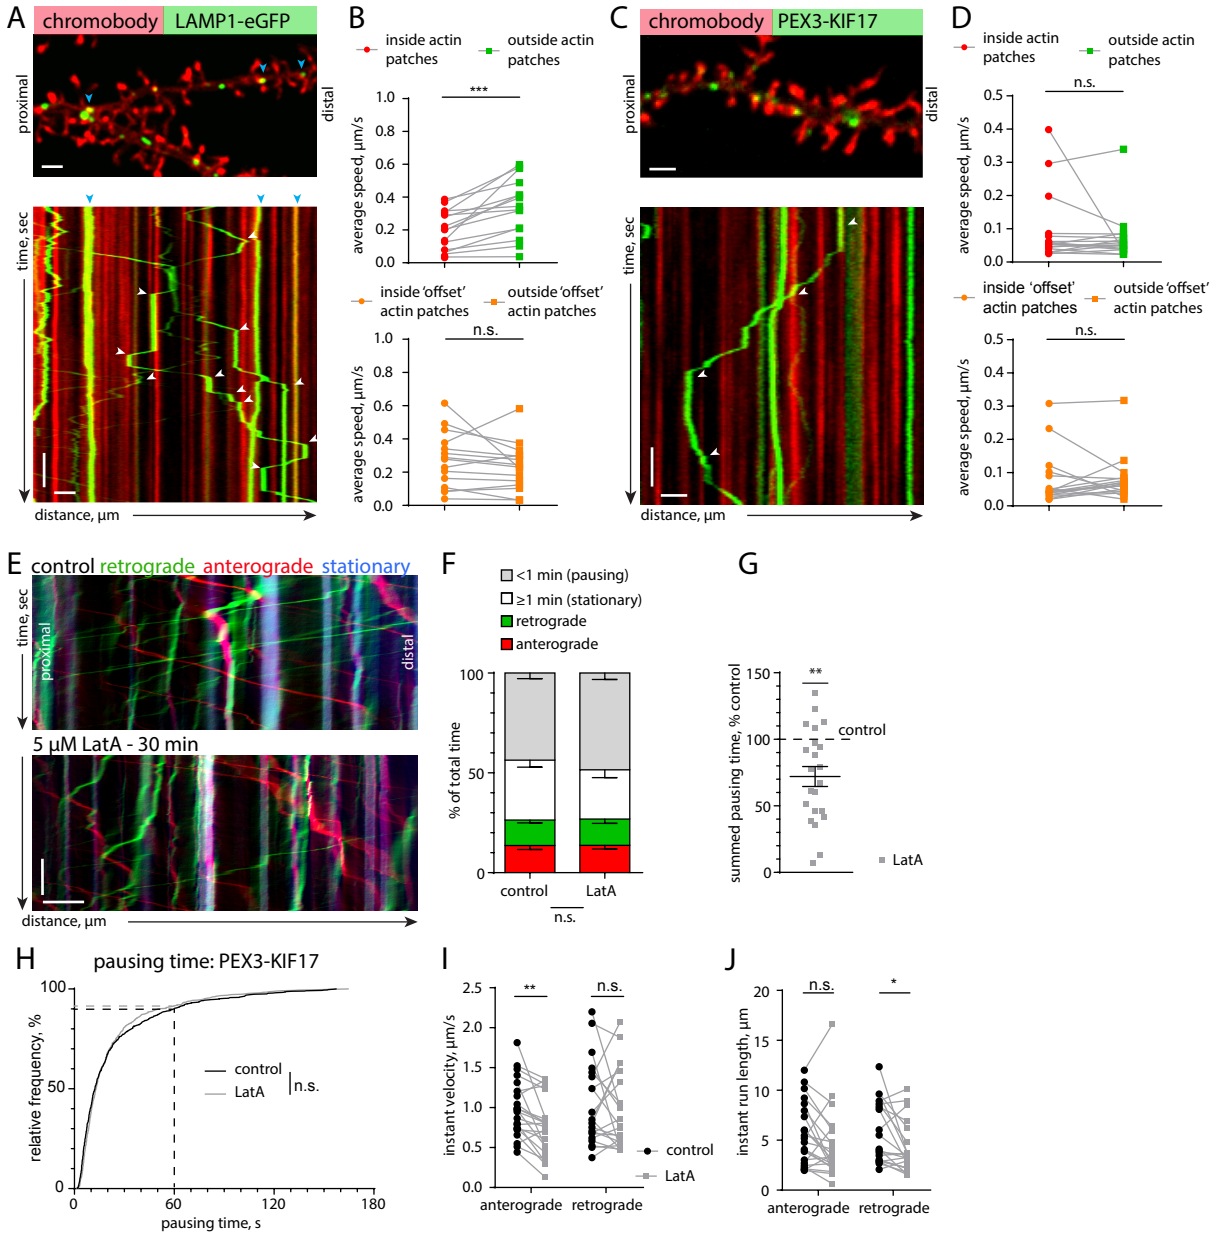 A
chromobody LAMP1-eGFP
proximal
distal
time, sec
distance, µm
B
inside actin patches
outside actin patches
***
average speed, µm/s
1.0
0.8
0.6
0.4
0.2
0.0
inside ‘offset’ actin patches
outside ‘offset’ actin patches
n.s.
average speed, µm/s
1.0
0.8
0.6
0.4
0.2
0.0
C
chromobody PEX3-KIF17
proximal
distal
time, sec
distance, µm
D
inside actin patches
outside actin patches
n.s.
average speed, µm/s
0.5
0.4
0.3
0.2
0.1
0.0
inside ‘offset’ actin patches
outside ‘offset’ actin patches
n.s.
average speed, µm/s
0.5
0.4
0.3
0.2
0.1
0.0
E
control retrograde anterograde stationary
time, sec
proximal
distal
5 µM LatA - 30 min
distance, µm
F
<1 min (pausing)
≥1 min (stationary)
retrograde
anterograde
% of total time
100
50
0
control LatA
n.s.
G
summed pausing time, % control
150
100
50
0
**
control
LatA
H
pausing time: PEX3-KIF17
relative frequency, %
100
50
0
control
LatA
n.s.
0 60 120 180
pausing time, s
I
instant velocity, µm/s
2.5
2.0
1.5
1.0
0.5
0.0
** n.s.
control
LatA
anterograde retrograde
J
instant run length, µm
20
15
10
5
0
n.s. *
anterograde retrograde